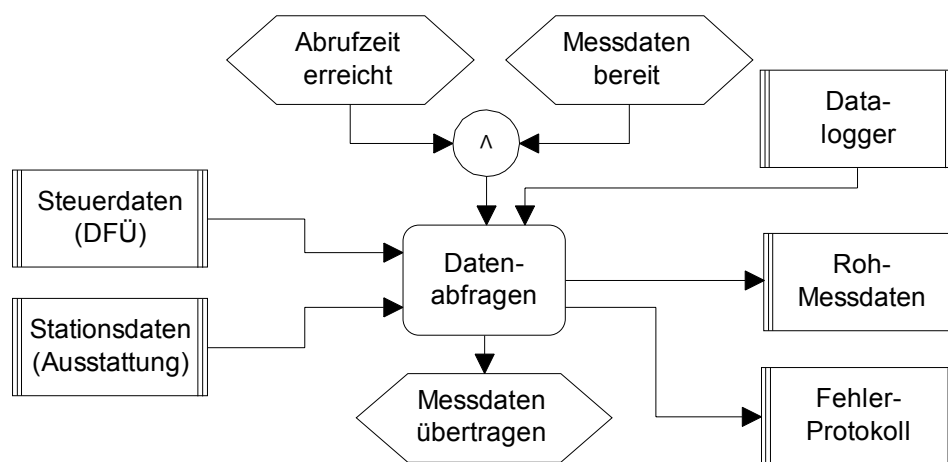 Abrufzeit
erreicht
Messdaten
bereit
Data-
logger
∧
Steuerdaten
(DFÜ)
Daten-
abfragen
Roh-
Messdaten
Stationsdaten
(Ausstattung)
Messdaten
übertragen
Fehler-
Protokoll